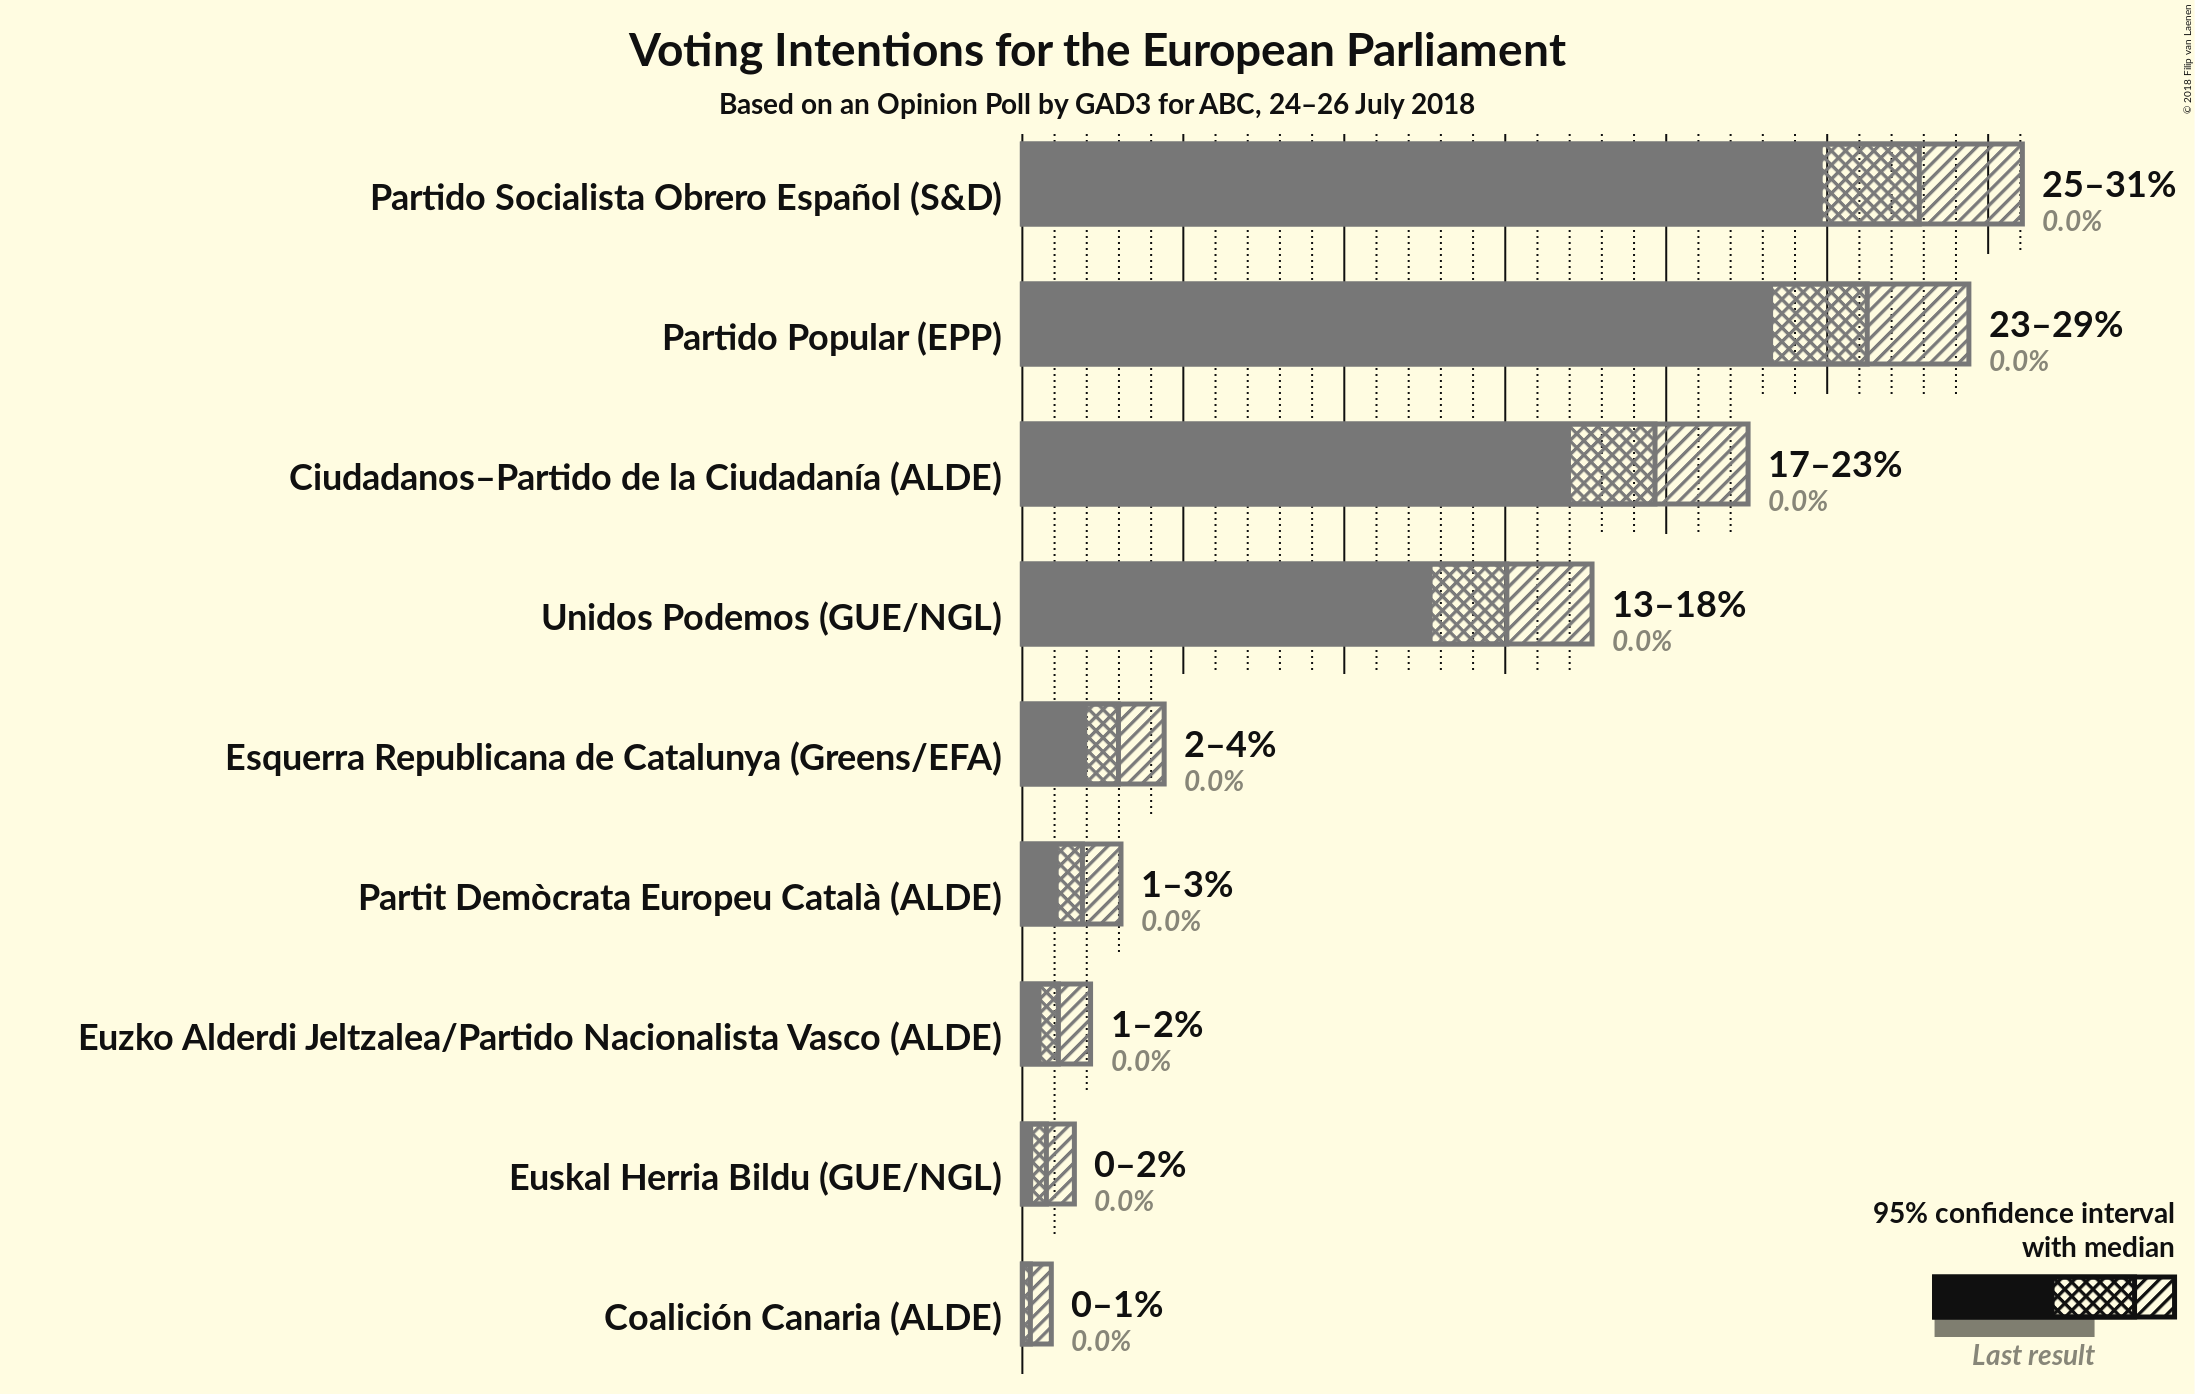 Voting Intentions for the European Parliament
Based on an Opinion Poll by GAD3 for ABC, 24–26 July 2018
© 2018 Filip van Laenen
Partido Socialista Obrero Español (S&D)
25–31%
0.0%
Partido Popular (EPP)
23–29%
0.0%
Ciudadanos–Partido de la Ciudadanía (ALDE)
17–23%
0.0%
Unidos Podemos (GUE/NGL)
13–18%
0.0%
Esquerra Republicana de Catalunya (Greens/EFA)
2–4%
0.0%
Partit Demòcrata Europeu Català (ALDE)
1–3%
0.0%
Euzko Alderdi Jeltzalea/Partido Nacionalista Vasco (ALDE)
1–2%
0.0%
Euskal Herria Bildu (GUE/NGL)
0–2%
0.0%
Coalición Canaria (ALDE)
0–1%
0.0%
95% confidence interval
with median
Last result